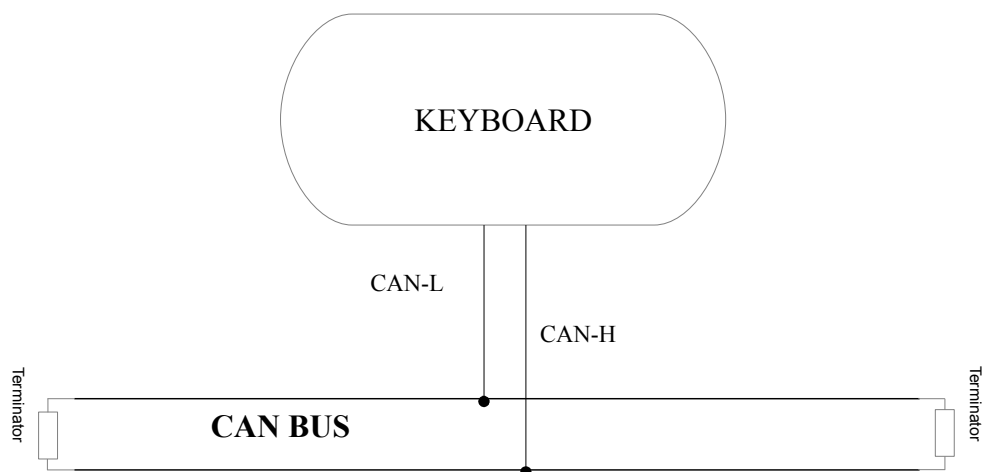 KEYBOARD
CAN-L
CAN-H
Terminator
Terminator
CAN BUS